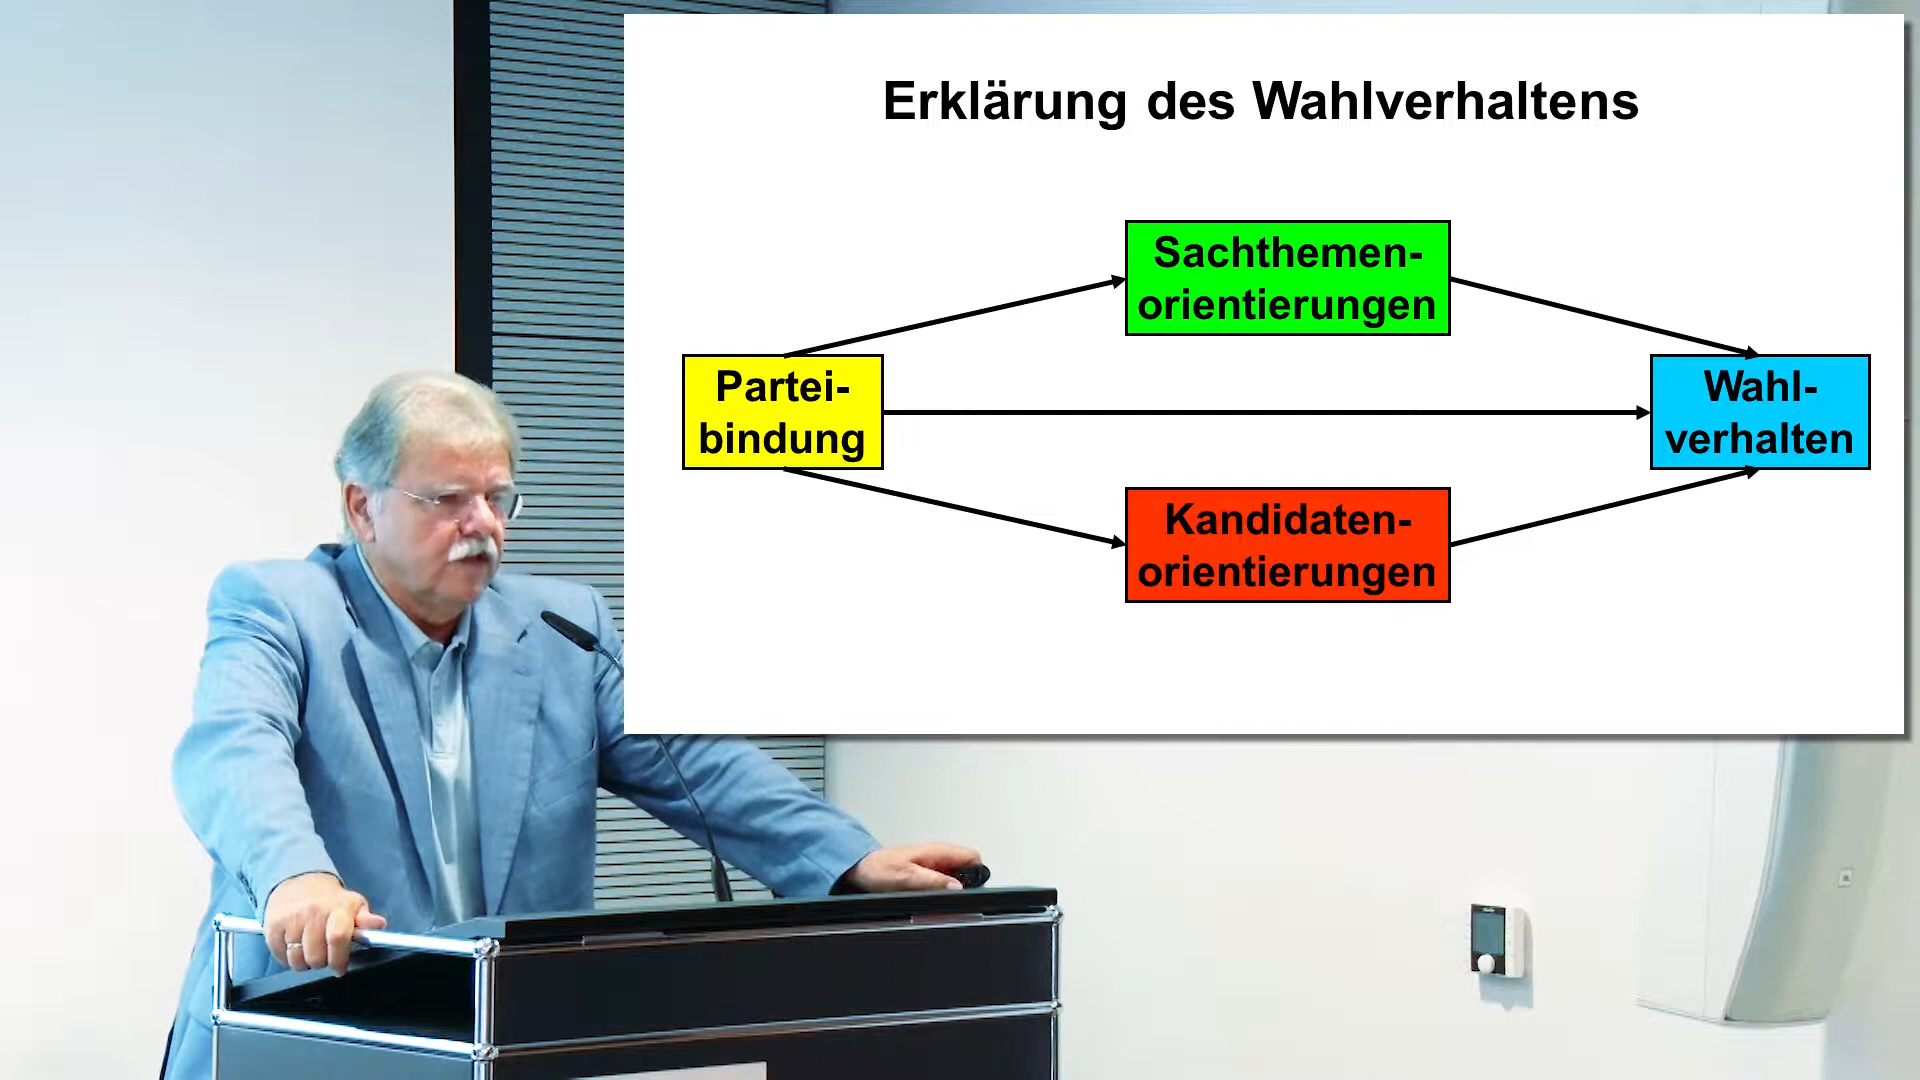 Erklärung des Wahlverhaltens
Sachthemen-
orientierungen
Partei-
bindung
Wahl-
verhalten
Kandidaten-
orientierungen